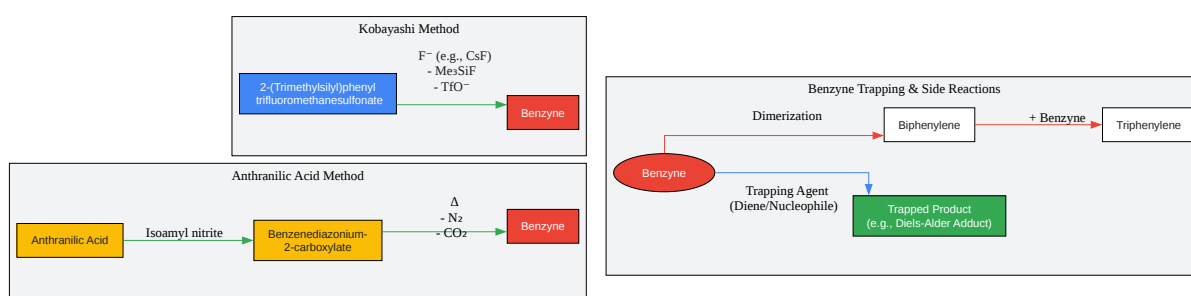 Kobayashi Method
2-(Trimethylsilyl)phenyl
trifluoromethanesulfonate
F⁻ (e.g., CsF)
- Me₃SiF
- TfO⁻
Benzyne
Anthranilic Acid Method
Anthranilic Acid
Isoamyl nitrite
Benzenediazonium-
2-carboxylate
Δ
- N₂
- CO₂
Benzyne
Benzyne Trapping & Side Reactions
Benzyne
Dimerization
Biphenylene
+ Benzyne
Triphenylene
Trapping Agent
(Diene/Nucleophile)
Trapped Product
(e.g., Diels-Alder Adduct)